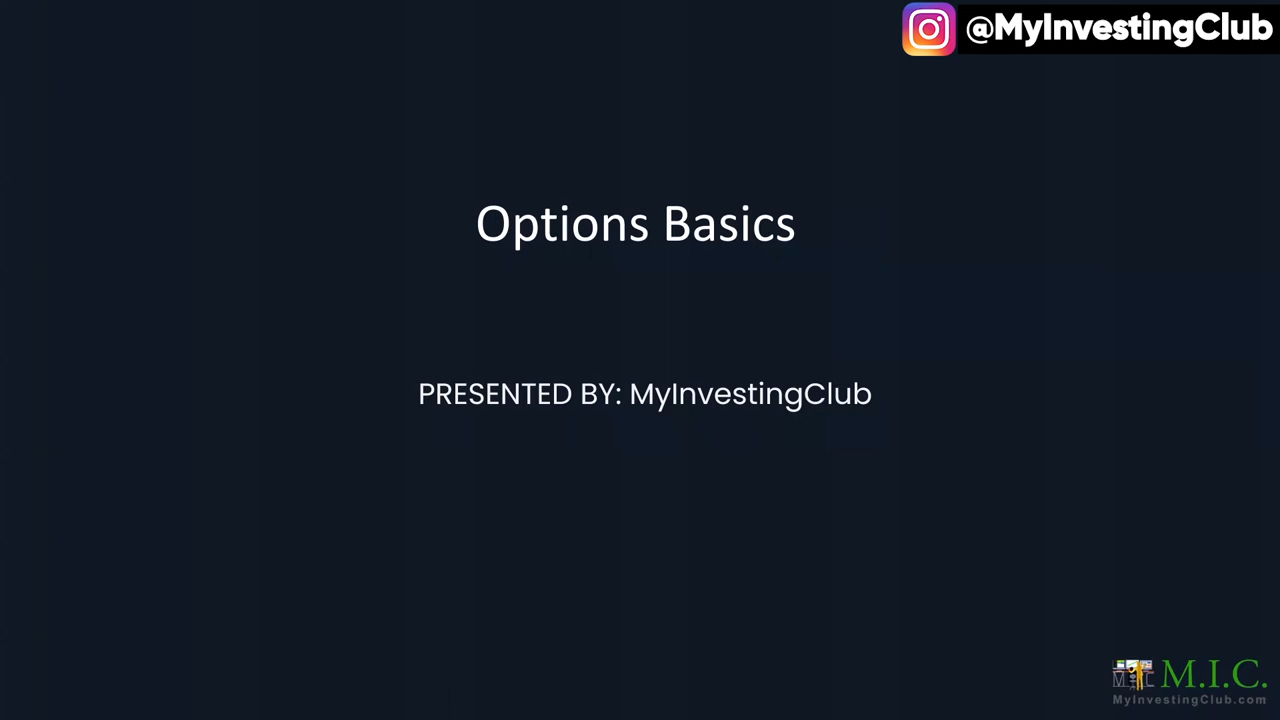 @MyInvestingClub
Options Basics
PRESENTED BY: MyInvestingClub
M.I.C.
MyInvestingClub.com